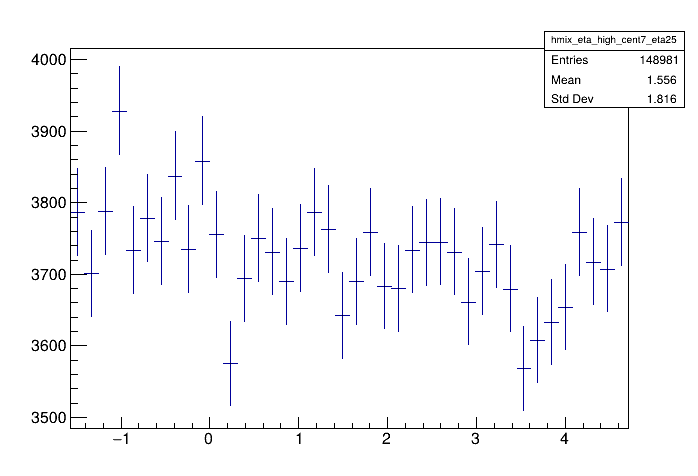 hmix_eta_high_cent7_eta25
Entries 148981
Mean 1.556
Std Dev 1.816
4000
3900
3800
3700
3600
3500
−1 0 1 2 3 4